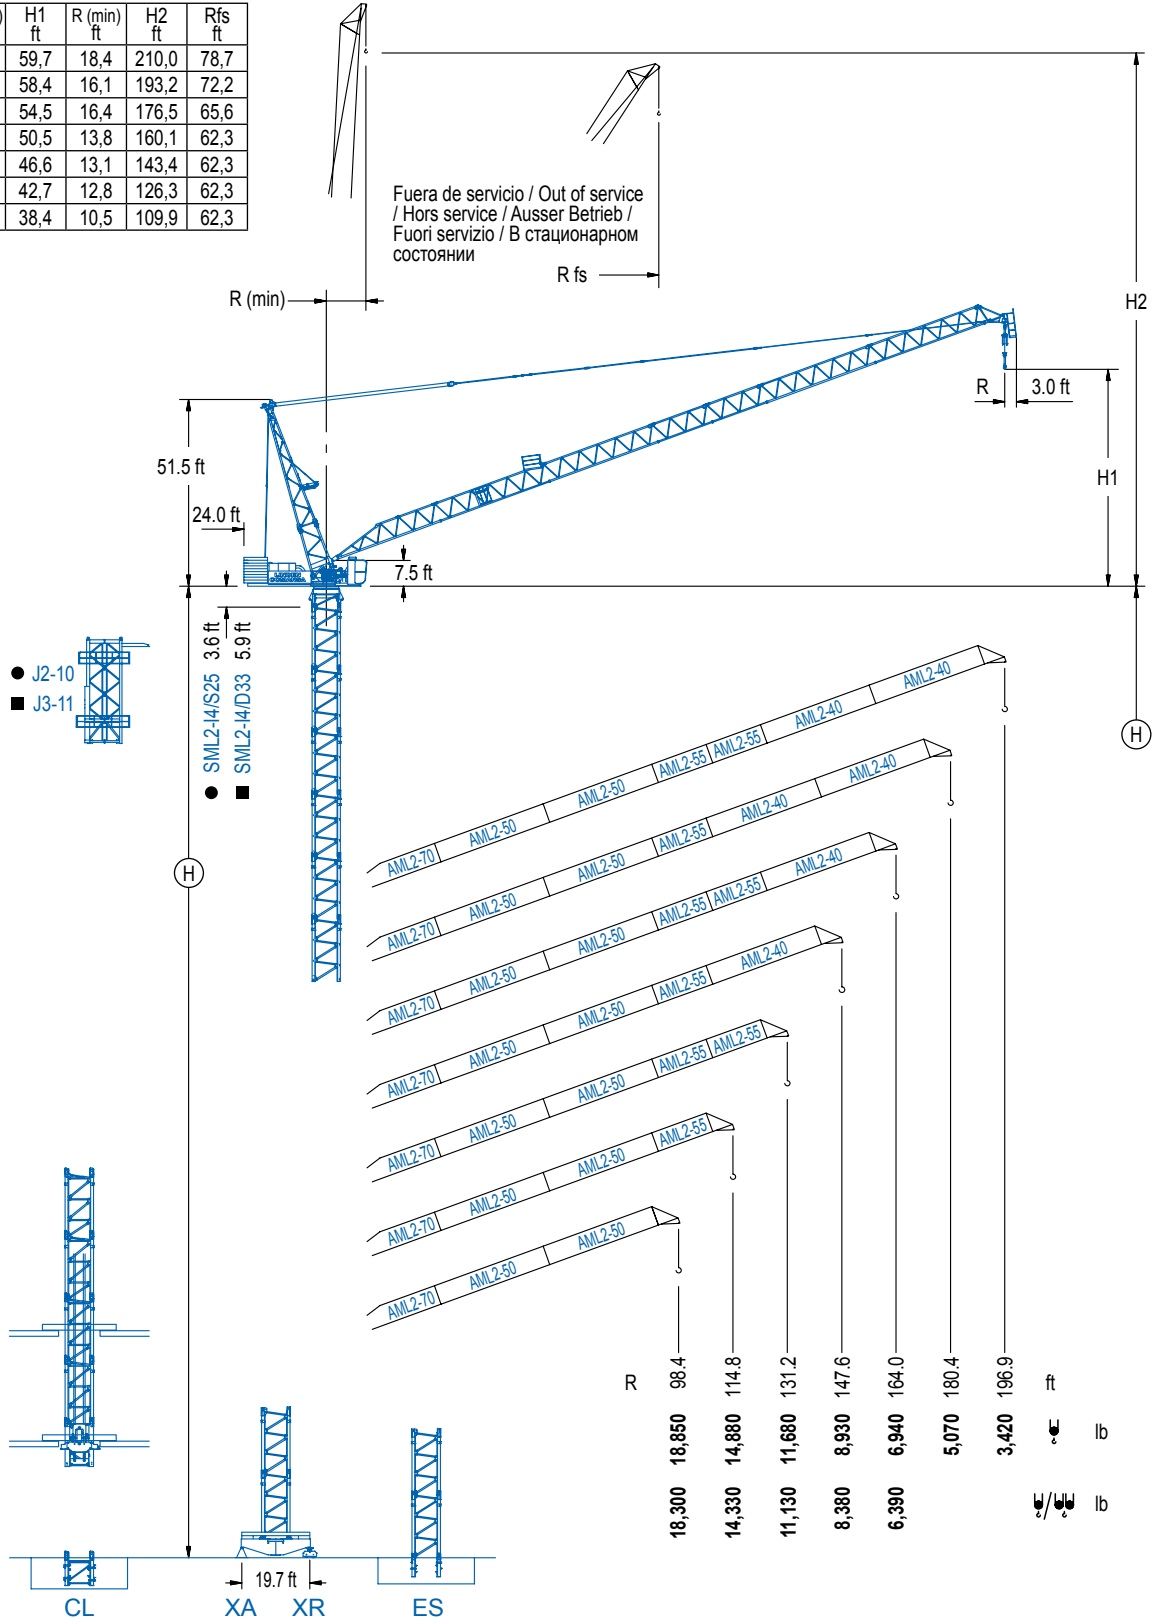 )	H1	R (min)	H2	Rfs
ft	ft	ft	ft
59,7	18,4	210,0	78,7
58,4	16,1	193,2	72,2
54,5	16,4	176,5	65,6
50,5	13,8	160,1	62,3
46,6	13,1	143,4	62,3
42,7	12,8	126,3	62,3
38,4	10,5	109,9	62,3
Fuera de servicio / Out of service
/ Hors service / Ausser Betrieb /
Fuori servizio / В стационарном
состоянии
R fs
R (min)
H2
R 3.0 ft
51.5 ft
H1
24.0 ft
7.5 ft
● J2-10
■ J3-11
● SML2-I4/S25 3.6 ft
■ SML2-I4/D33 5.9 ft
H
H
AML2-70 AML2-50 AML2-50 AML2-55 AML2-55 AML2-40 AML2-40
AML2-70 AML2-50 AML2-50 AML2-55 AML2-40 AML2-40
AML2-70 AML2-50 AML2-50 AML2-55 AML2-55 AML2-40
AML2-70 AML2-50 AML2-50 AML2-55 AML2-40
AML2-70 AML2-50 AML2-50 AML2-55 AML2-55
AML2-70 AML2-50 AML2-50 AML2-55
AML2-70 AML2-50 AML2-50
R 98.4 114.8 131.2 147.6 164.0 180.4 196.9 ft
18,850 14,880 11,680 8,930 6,940 5,070 3,420 lb
18,300 14,330 11,130 8,380 6,390 / lb
19.7 ft
CL XA XR ES